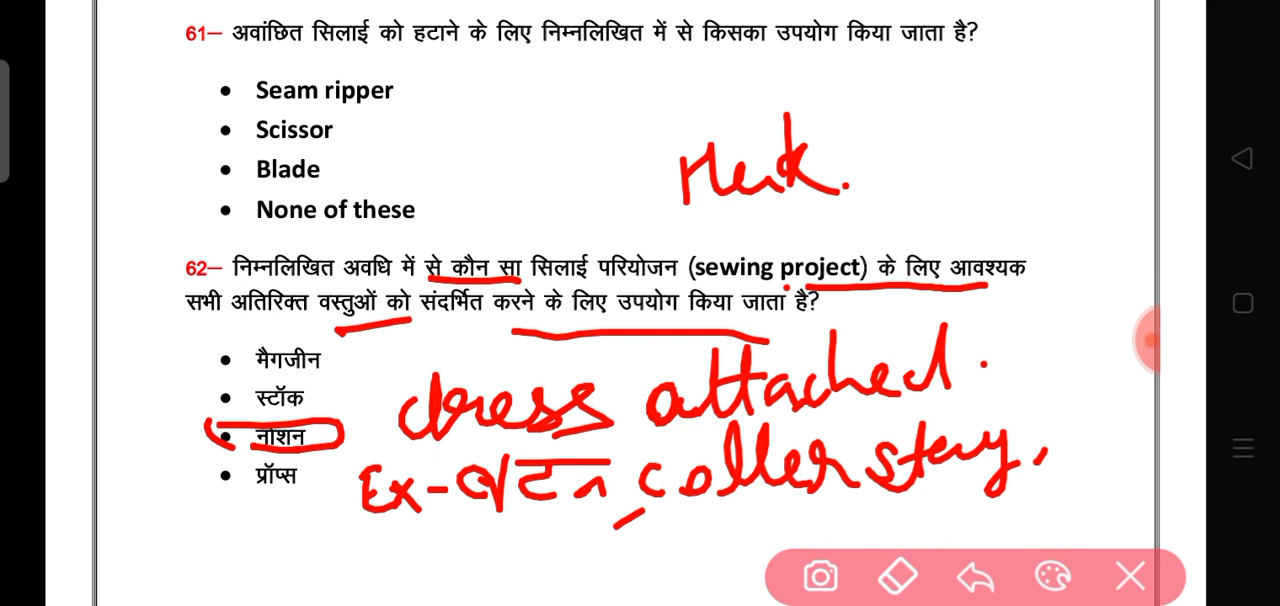 61– अवांछित सिलाई को हटाने के लिए निम्नलिखित में से किसका उपयोग किया जाता है?
• Seam ripper
• Scissor
• Blade
• None of these
62– निम्नलिखित अवधि में से कौन सा सिलाई परियोजन (sewing project) के लिए आवश्यक
सभी अतिरिक्त वस्तुओं को संदर्भित करने के लिए उपयोग किया जाता है?
• मैगजीन
• स्टॉक
• नोशन
• प्रॉप्स
dress attached.
Ex-बटन, coller stay,